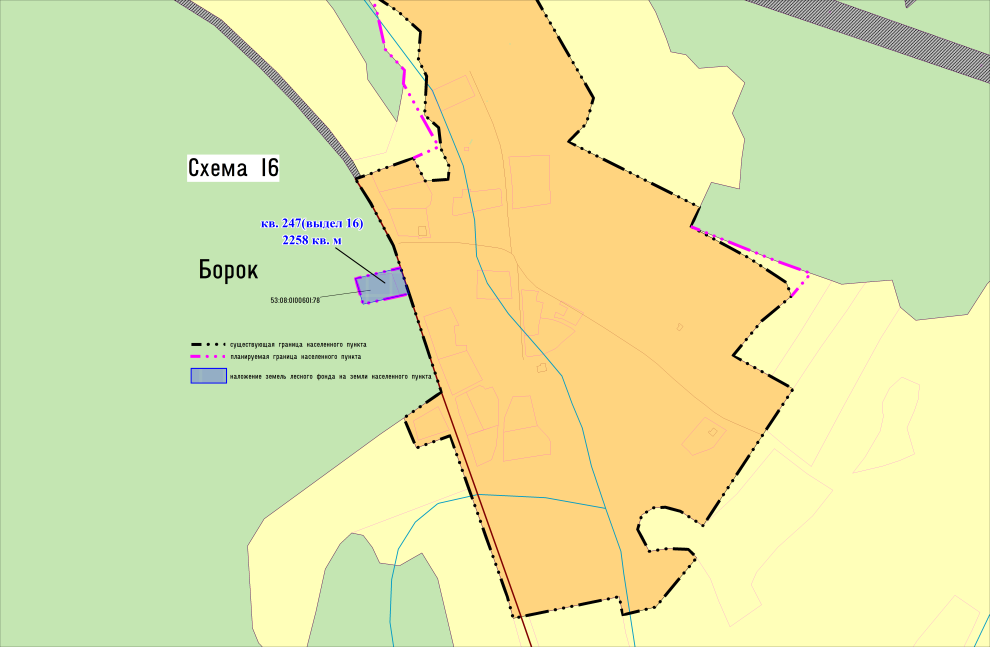 Схема 16
кв. 247(выдел 16)
2258 кв. м
Борок
53:08:010601:78
существующая граница населенного пункта
планируемая граница населенного пункта
наложение земель лесного фонда на земли населенного пункта